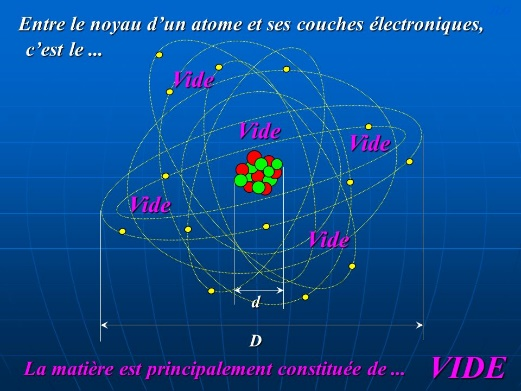 Entre le noyau d'un atome et ses couches électroniques,
c'est le ...
Vide
Vide
Vide
Vide
Vide
d
D
La matière est principalement constituée de ... VIDE